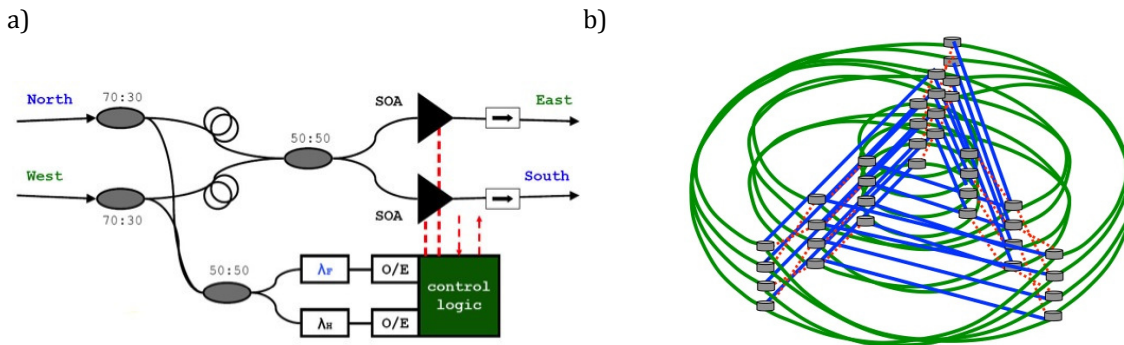 a)
b)
North
70:30
SOA
East
50:50
West
South
70:30
SOA
50:50
λF
O/E
control
logic
λH
O/E